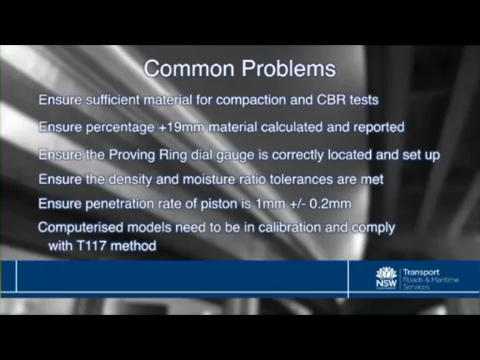 Common Problems
Ensure sufficient material for compaction and CBR tests
Ensure percentage +19mm material calculated and reported
Ensure the Proving Ring dial gauge is correctly located and set up
Ensure the density and moisture ratio tolerances are met
Ensure penetration rate of piston is 1mm +/- 0.2mm
Computerised models need to be in calibration and comply
with T117 method
NSW
Transport
Roads & Maritime
Services